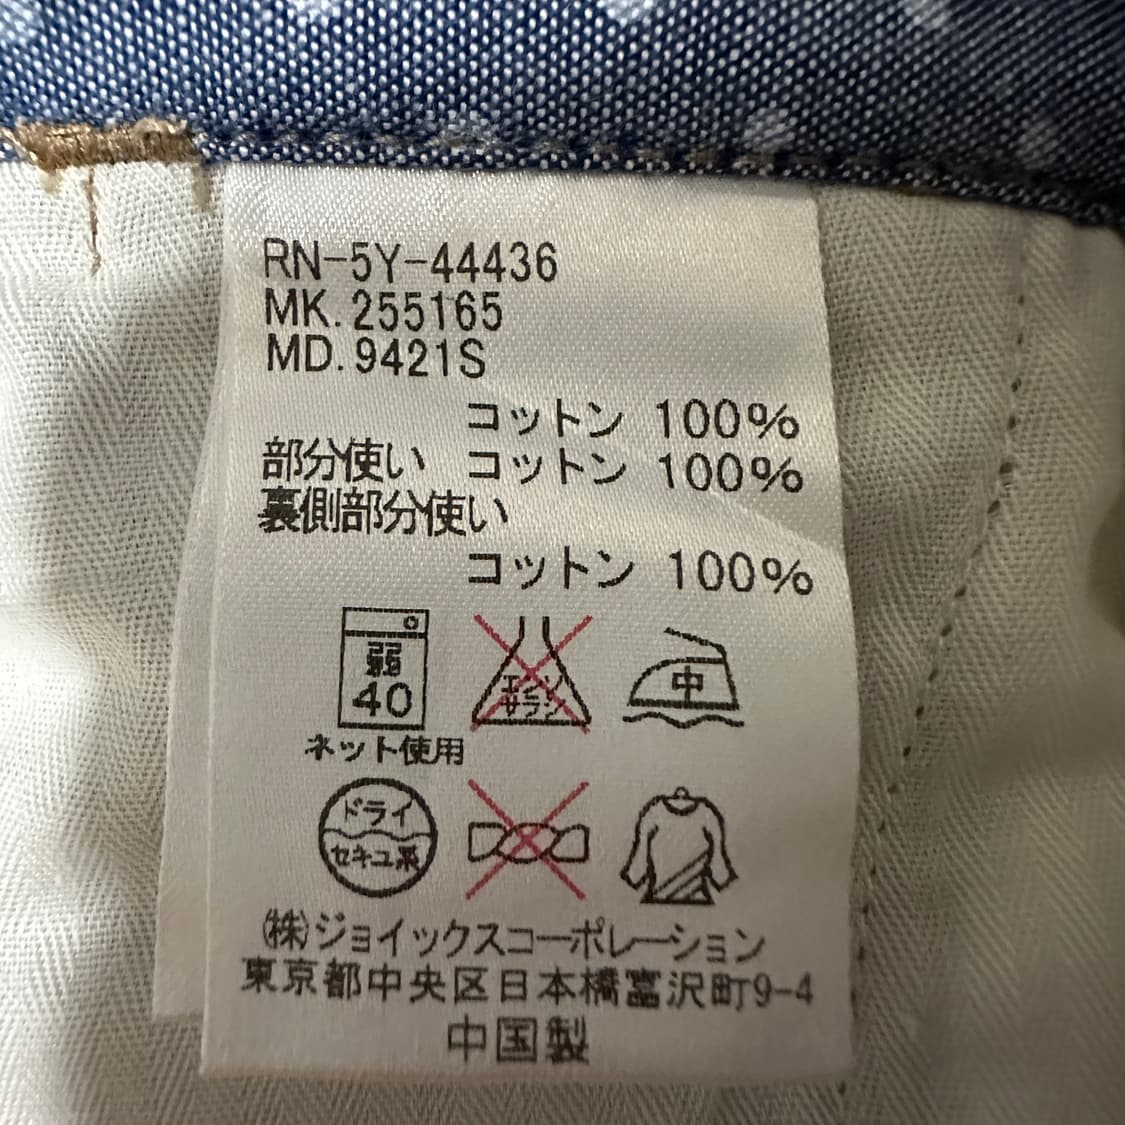 RN-5Y-44436
MK.255165
MD.9421S
コットン 100%
部分使い コットン 100%
裏側部分使い
コットン 100%
弱
40
エンソ
サラシ
中
ネット使用
ドライ
セキユ系
㈱ジョイックスコーポレーション
東京都中央区日本橋富沢町9-4
中国製